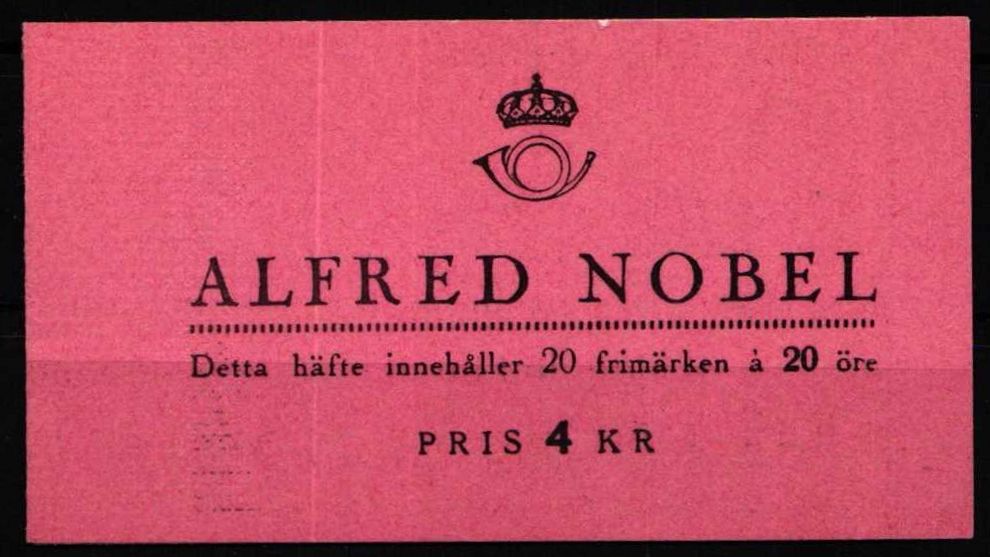 ALFRED NOBEL
Detta häfte innehåller 20 frimärken à 20 öre
PRIS 4 KR